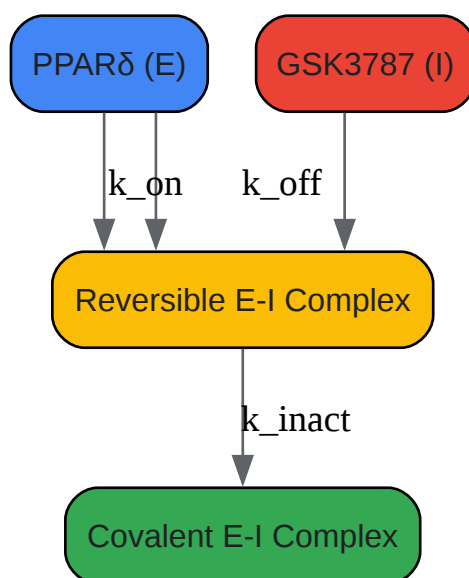 PPARδ (E)
GSK3787 (I)
k_on
k_off
Reversible E-I Complex
k_inact
Covalent E-I Complex